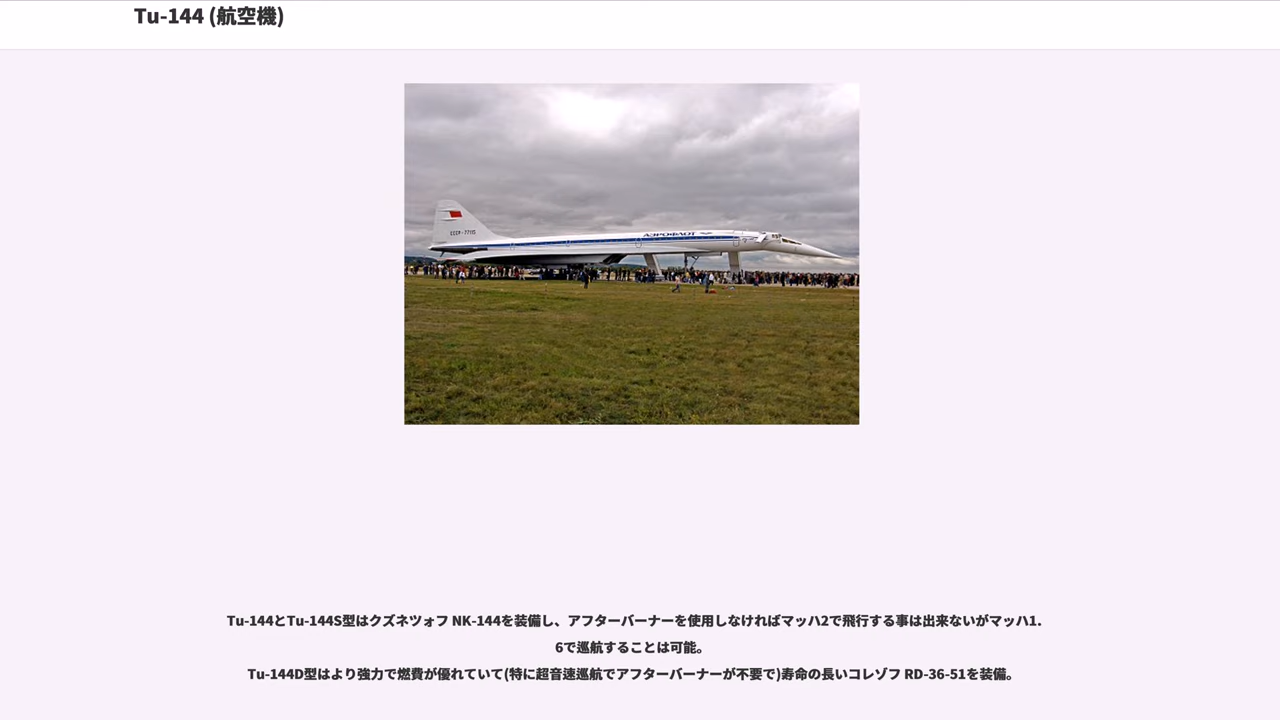 Tu-144 (航空機)
АЭРОФЛОТ
СССР-77115
Tu-144とTu-144S型はクズネツォフ NK-144を装備し、アフターバーナーを使用しなければマッハ2で飛行する事は出来ないがマッハ1.
6で巡航することは可能。
Tu-144D型はより強力で燃費が優れていて(特に超音速巡航でアフターバーナーが不要で)寿命の長いコレゾフ RD-36-51を装備。